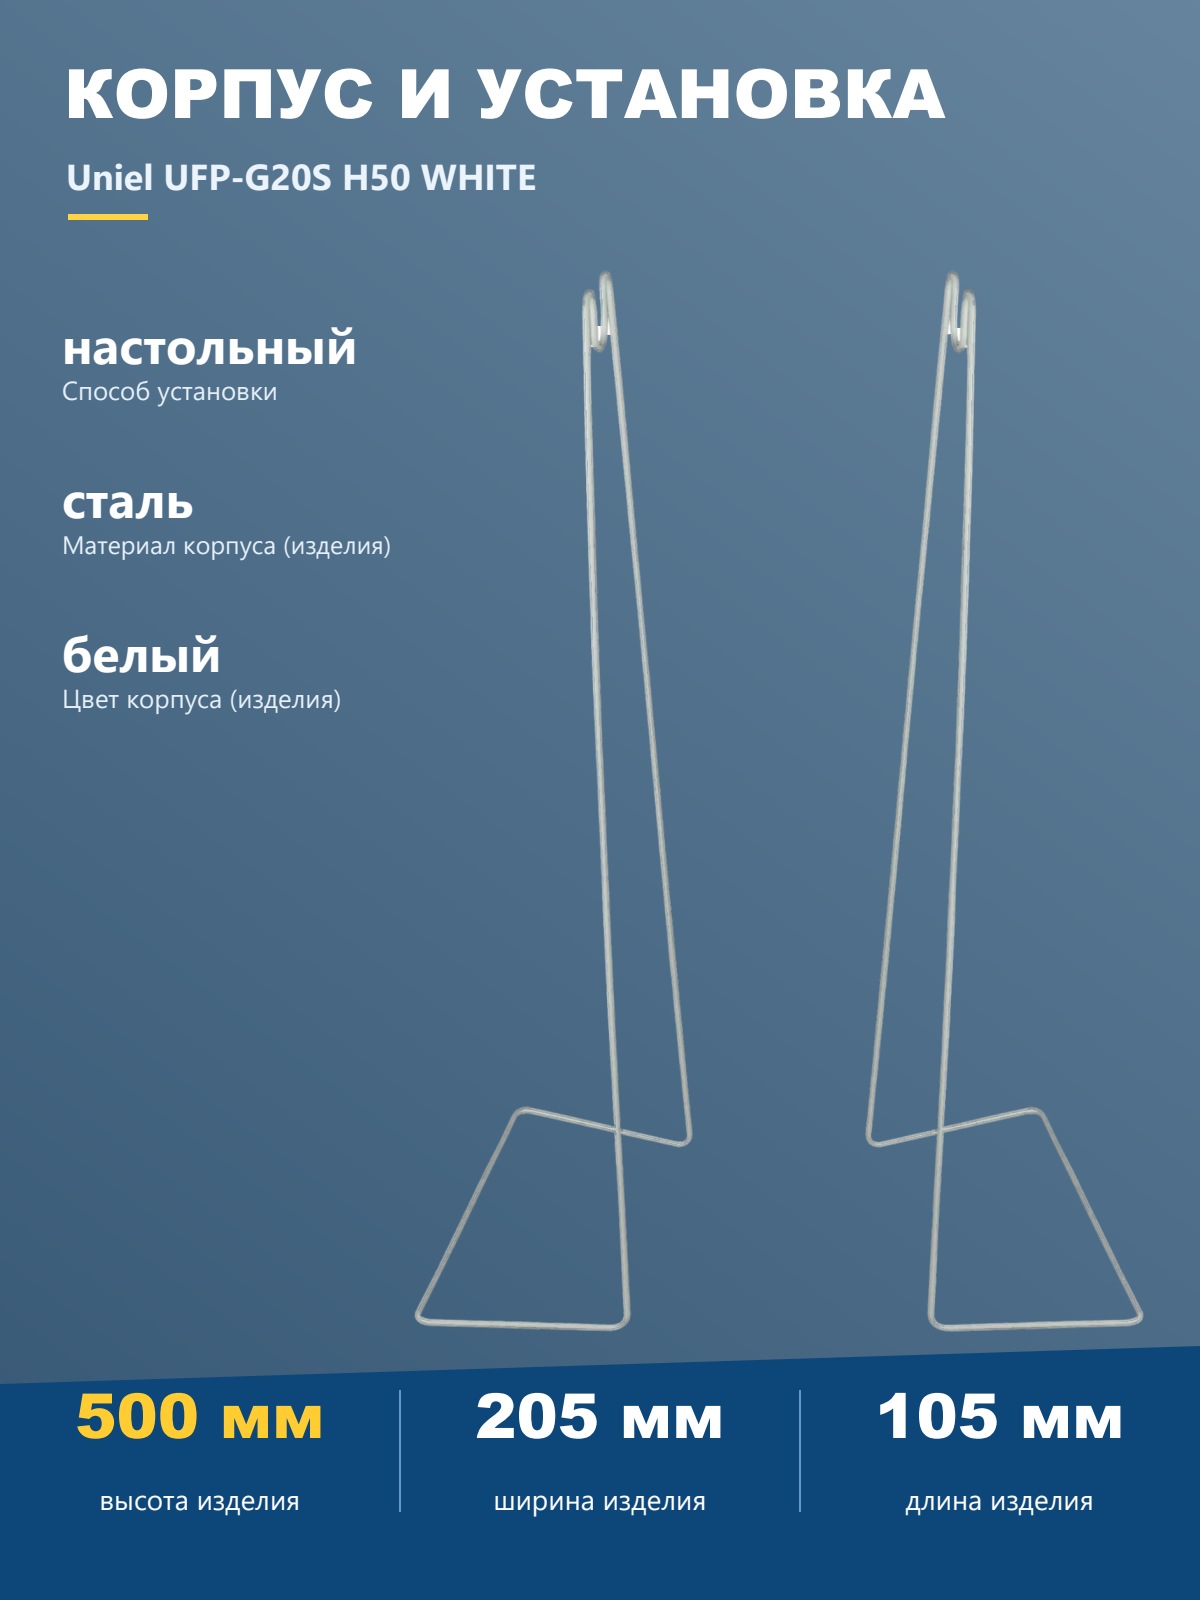 КОРПУС И УСТАНОВКА
Uniel UFP-G20S H50 WHITE
настольный
Способ установки
сталь
Материал корпуса (изделия)
белый
Цвет корпуса (изделия)
500 мм
205 мм
105 мм
высота изделия
ширина изделия
длина изделия